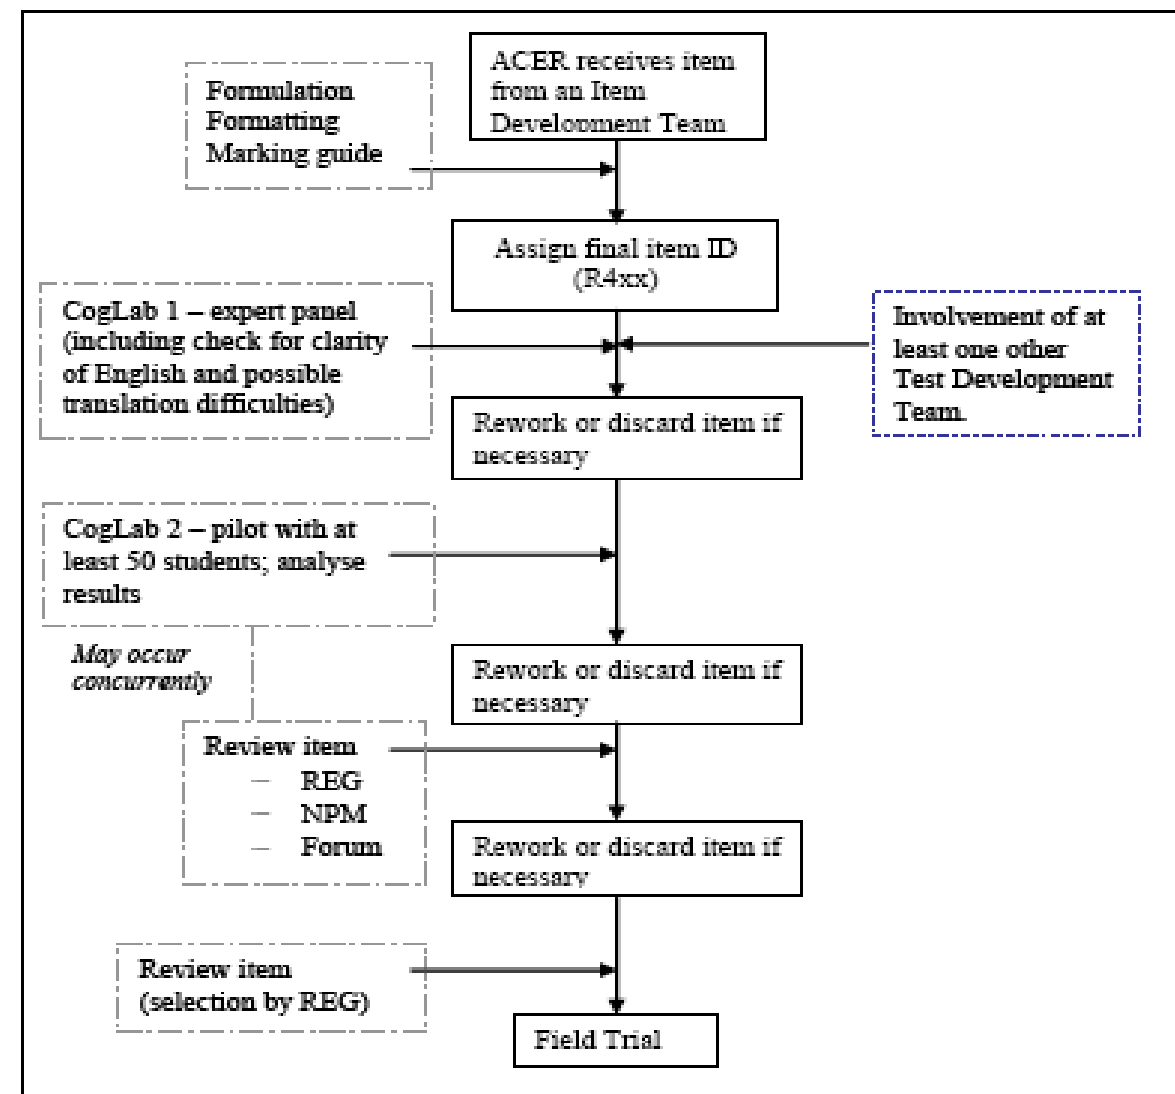 ACER receives item
from an Item
Development Team
Formulation
Formatting
Marking guide
Assign final item ID
(R4xx)
CogLab 1 – expert panel
(including check for clarity
of English and possible
translation difficulties)
Involvement of at
least one other
Test Development
Team.
Rework or discard item if
necessary
CogLab 2 – pilot with at
least 50 students; analyse
results
May occur
concurrently
Rework or discard item if
necessary
Review item
– REG
– NPM
– Forum
Rework or discard item if
necessary
Review item
(selection by REG)
Field Trial